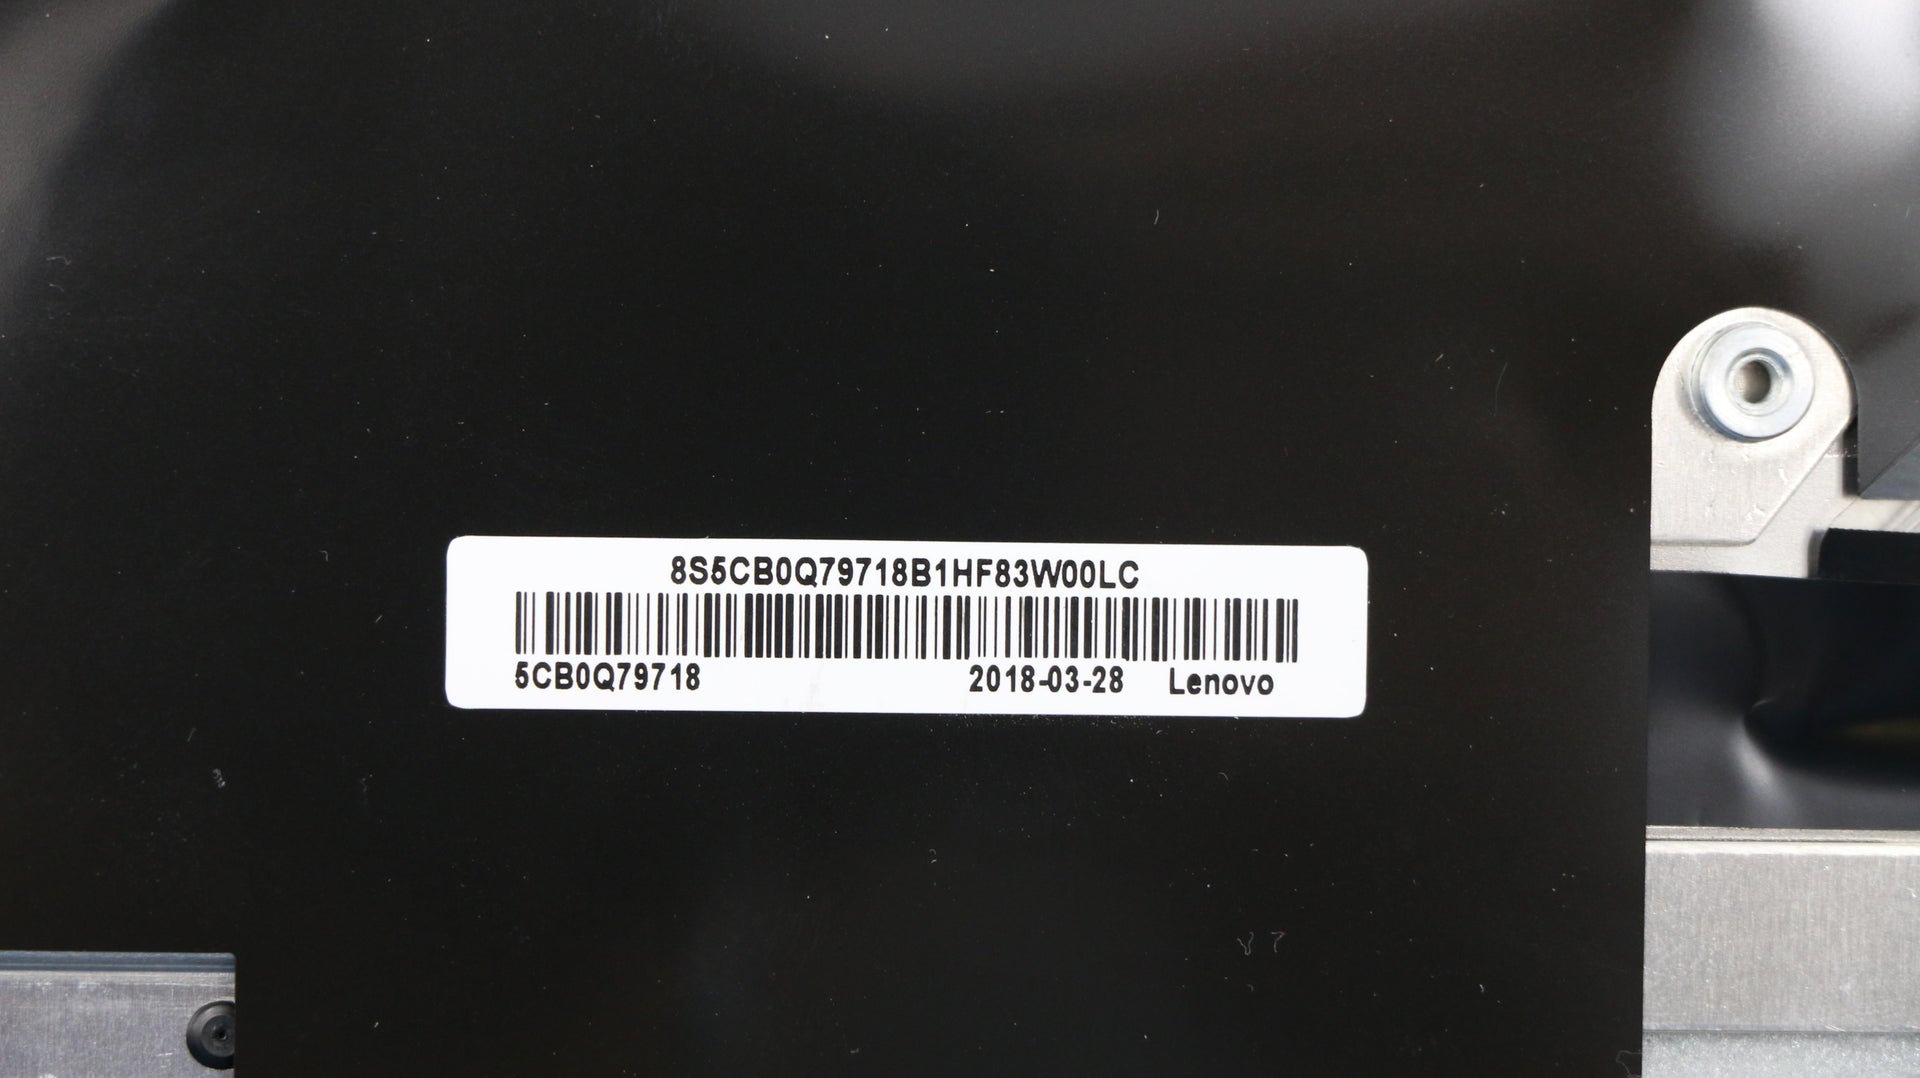 8S5CB0Q79718B1HF83W00LC
5CB0Q79718 2018-03-28 Lenovo